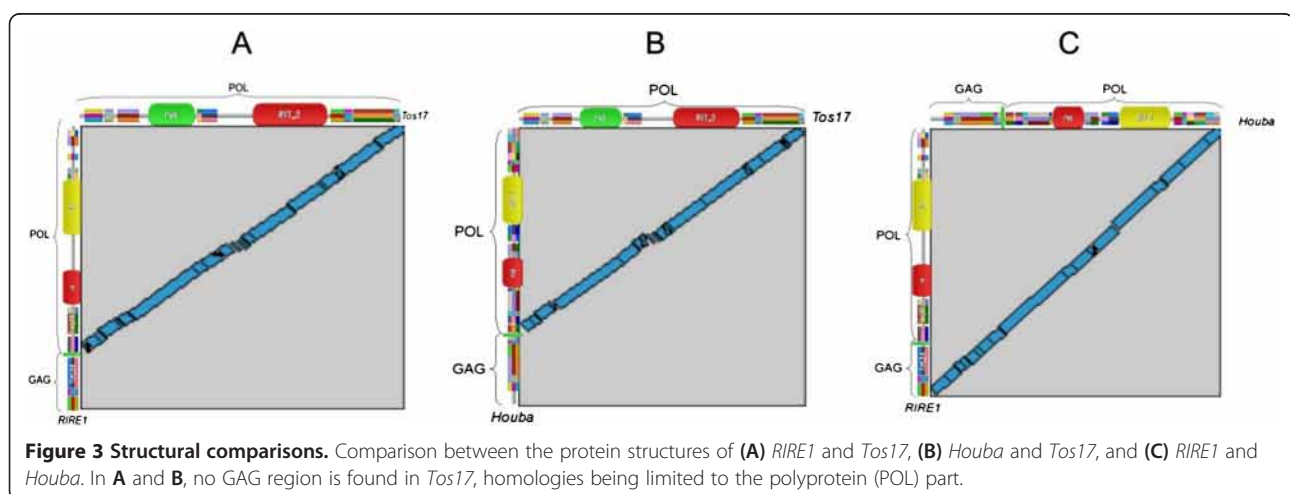 A
B
C
POL
Tos17
POL
GAG
RIRE1
POL
Tos17
POL
GAG
Houba
GAG
POL
Houba
POL
GAG
RIRE1
Figure 3 Structural comparisons. Comparison between the protein structures of (A) RIRE1 and Tos17, (B) Houba and Tos17, and (C) RIRE1 and
Houba. In A and B, no GAG region is found in Tos17, homologies being limited to the polyprotein (POL) part.